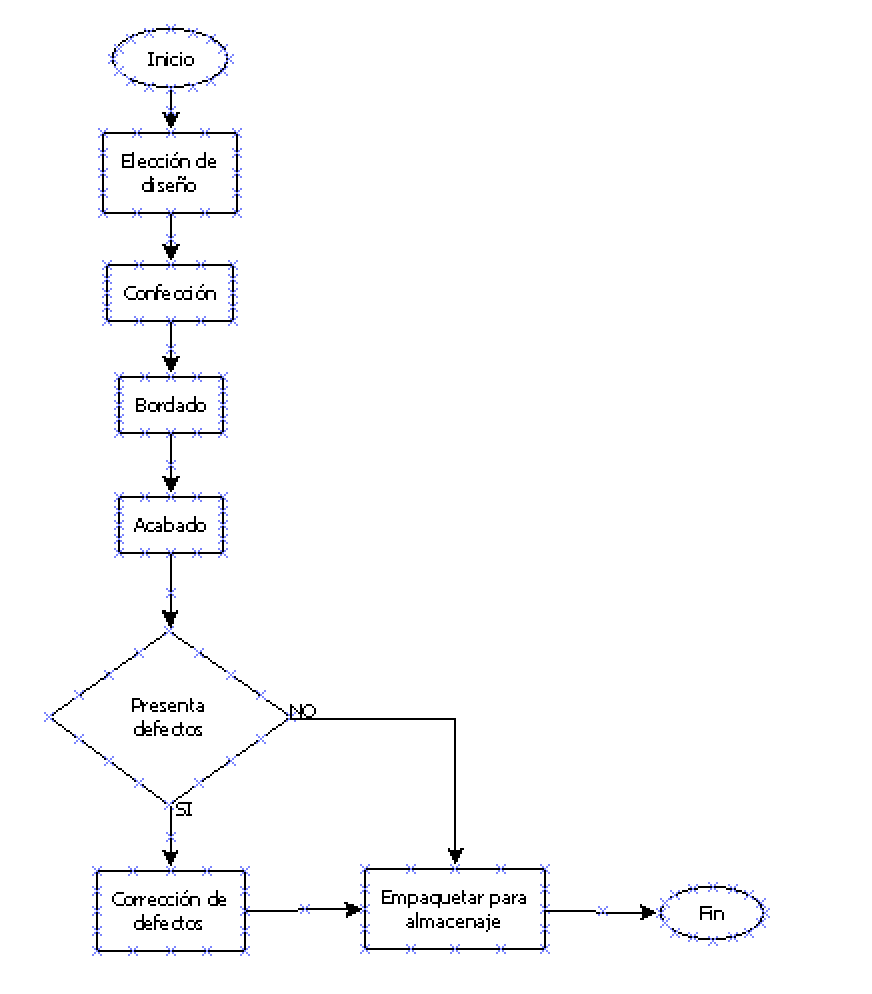 Inicio
Elección de
diseño
Confección
Bordado
Acabado
Presenta
defectos
NO
SI
Corrección de
defectos
Empaquetar para
almacenaje
Fin